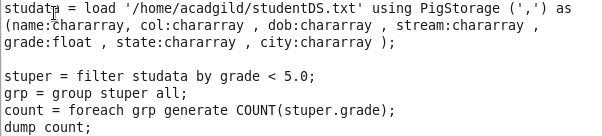 studata = load '/home/acadgild/studentDS.txt' using PigStorage (',') as
(name:chararray, col:chararray , dob:chararray , stream:chararray ,
grade:float , state:chararray , city:chararray );
stuper = filter studata by grade < 5.0;
grp = group stuper all;
count = foreach grp generate COUNT(stuper.grade);
dump count;